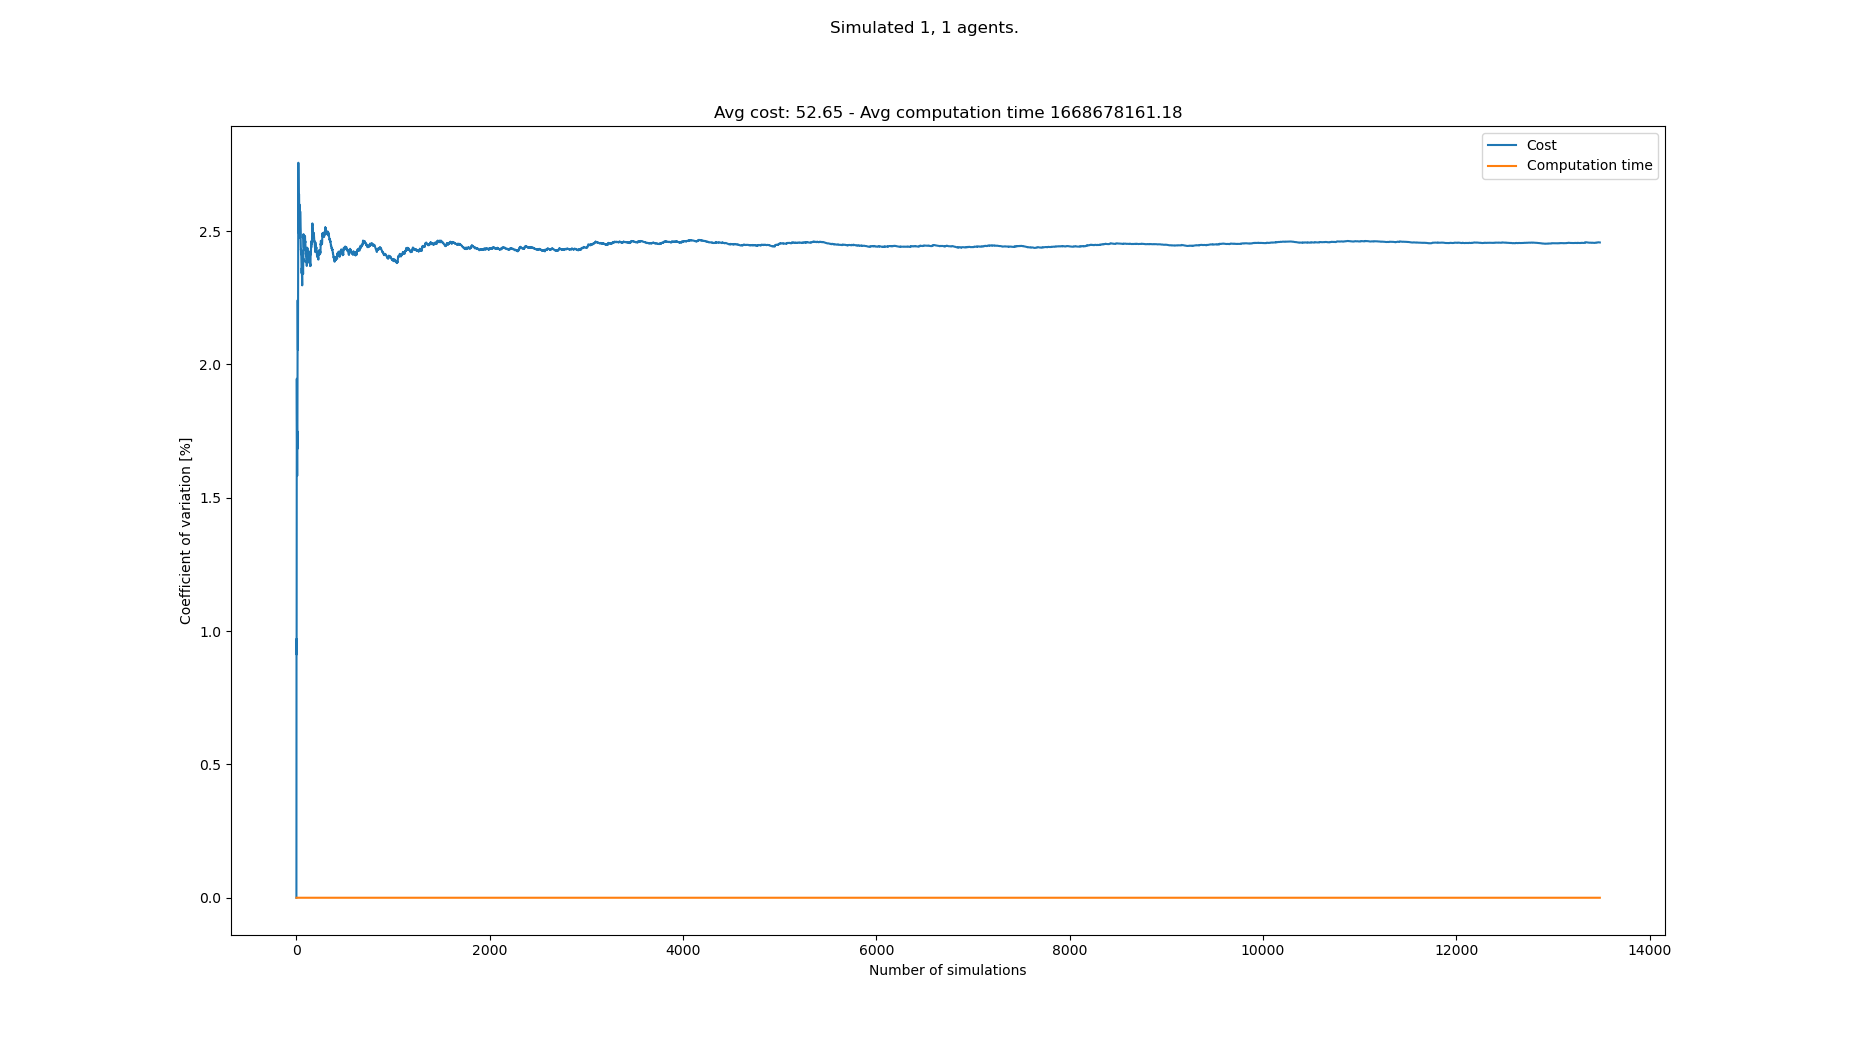 Simulated 1, 1 agents.
Avg cost: 52.65 - Avg computation time 1668678161.18
Cost
Computation time
2.5
2.0
1.5
1.0
0.5
0.0
Coefficient of variation [%]
0 2000 4000 6000 8000 10000 12000 14000
Number of simulations